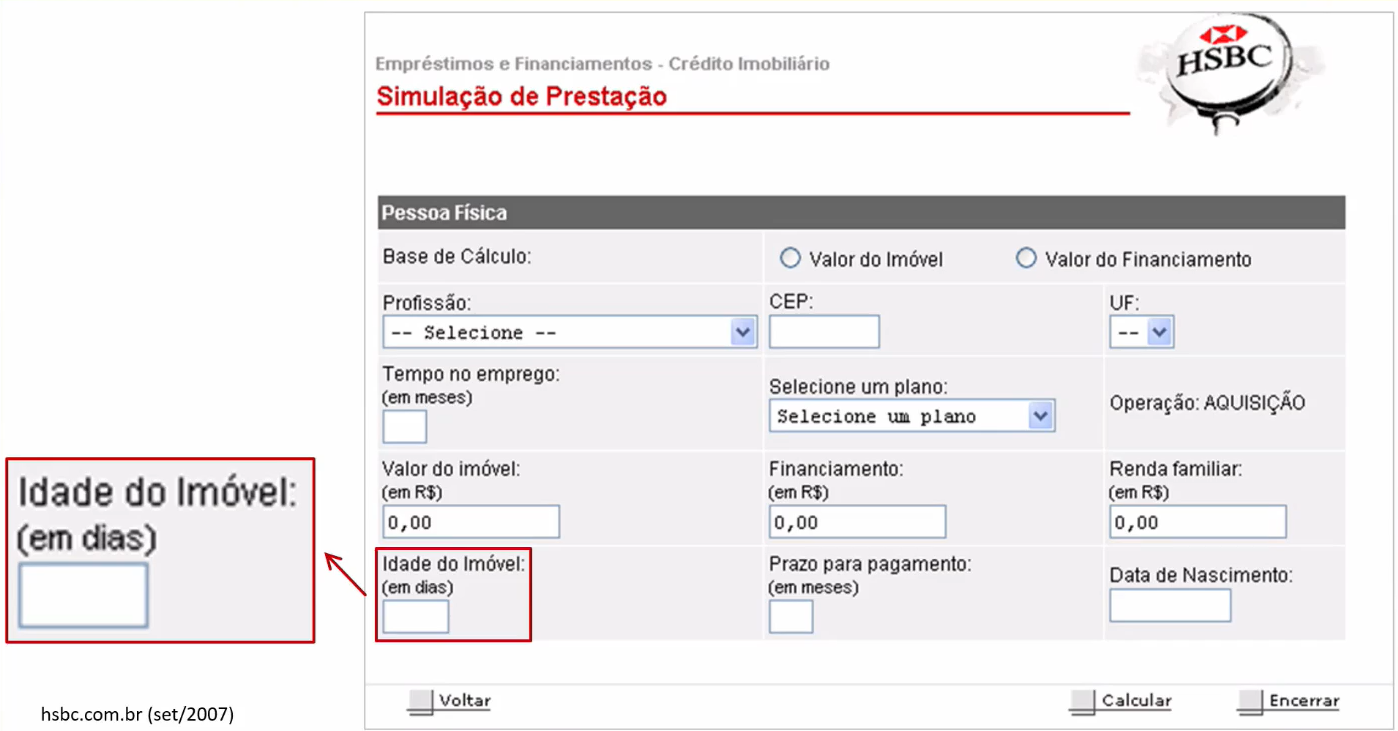 Empréstimos e Financiamentos - Crédito Imobiliário
Simulação de Prestação
HSBC
Pessoa Física
Base de Cálculo:
Valor do Imóvel
Valor do Financiamento
Profissão:
CEP:
UF:
-- Selecione --
--
Tempo no emprego:
(em meses)
Selecione um plano:
Selecione um plano
Operação: AQUISIÇÃO
Valor do imóvel:
(em R$)
0,00
Financiamento:
(em R$)
0,00
Renda familiar:
(em R$)
0,00
Idade do Imóvel:
(em dias)
Prazo para pagamento:
(em meses)
Data de Nascimento:
Idade do Imóvel:
(em dias)
Voltar
Calcular
Encerrar
hsbc.com.br (set/2007)